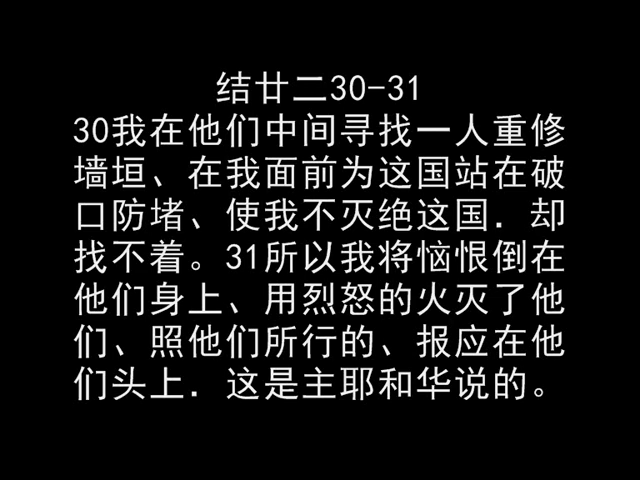 结廿二30-31
30我在他们中间寻找一人重修
墙垣、在我面前为这国站在破
口防堵、使我不灭绝这国．却
找不着。31所以我将恼恨倒在
他们身上、用烈怒的火灭了他
们、照他们所行的、报应在他
们头上．这是主耶和华说的。